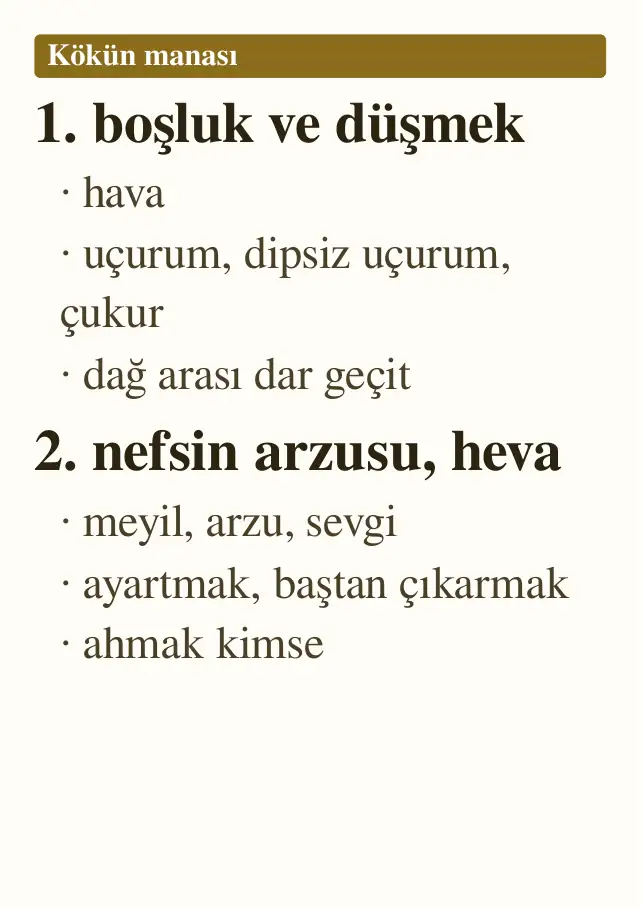 Kökün manası
1. boşluk ve düşmek
· hava
· uçurum, dipsiz uçurum,
çukur
· dağ arası dar geçit
2. nefsin arzusu, heva
· meyil, arzu, sevgi
· ayartmak, baştan çıkarmak
· ahmak kimse